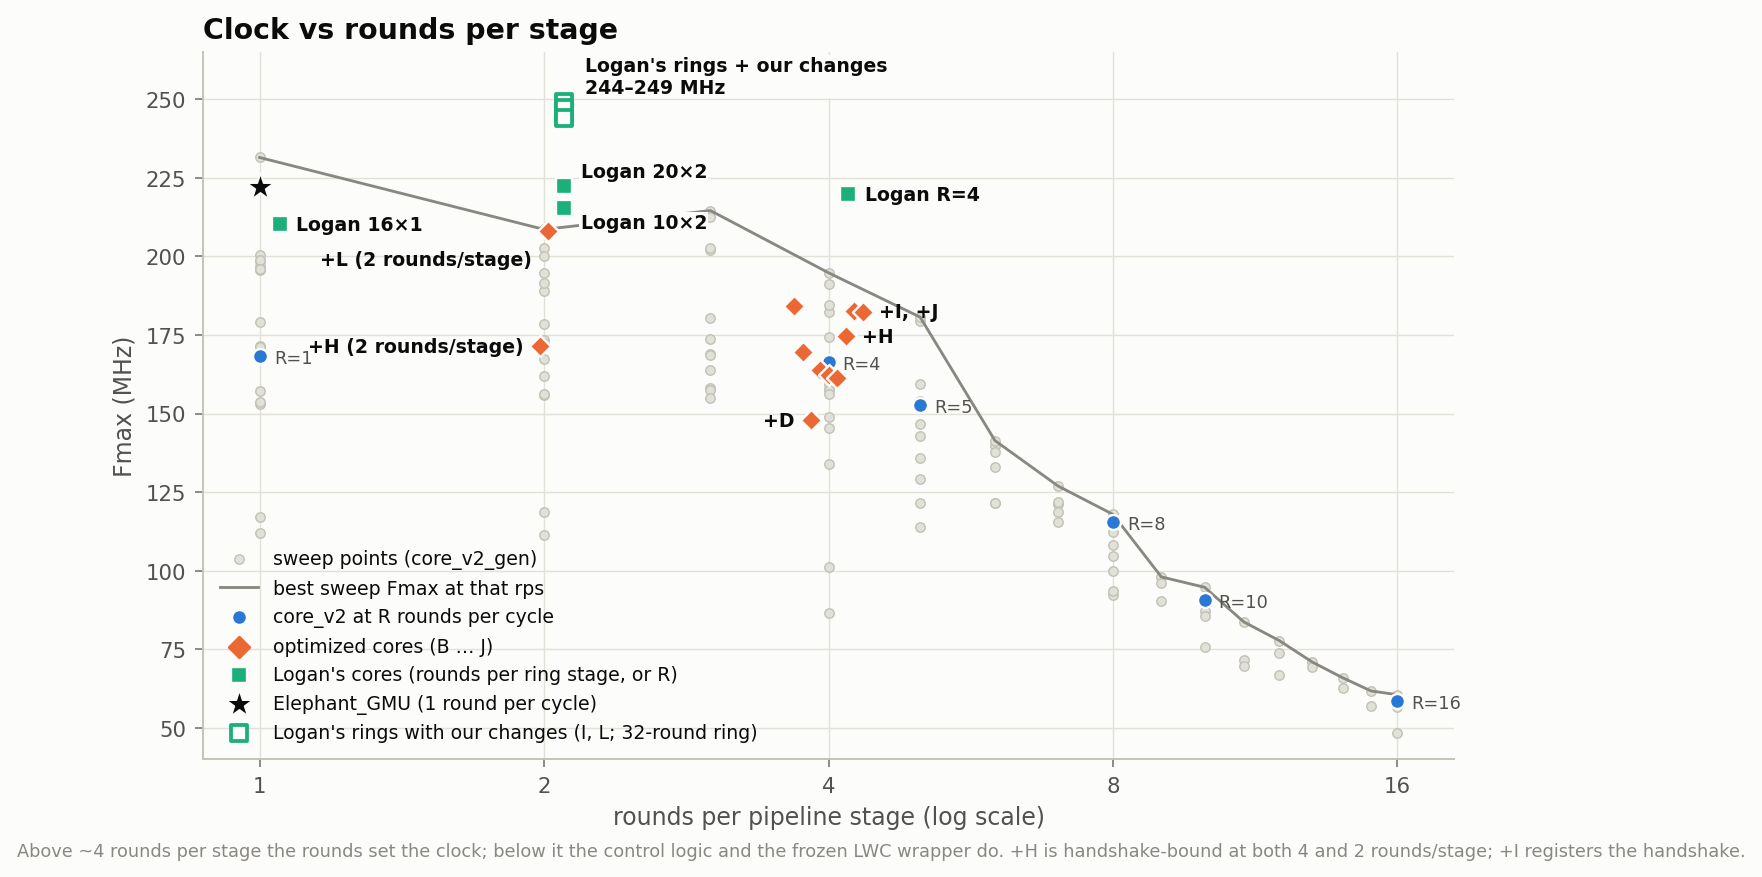 Clock vs rounds per stage
Logan's rings + our changes
244–249 MHz
250
225
200
175
150
125
100
75
50
Fmax (MHz)
Logan 20×2
Logan R=4
Logan 16×1
Logan 10×2
+L (2 rounds/stage)
+I, +J
+H
+H (2 rounds/stage)
R=1
R=4
+D
R=5
R=8
R=10
R=16
sweep points (core_v2_gen)
best sweep Fmax at that rps
core_v2 at R rounds per cycle
optimized cores (B … J)
Logan's cores (rounds per ring stage, or R)
Elephant_GMU (1 round per cycle)
Logan's rings with our changes (I, L; 32-round ring)
1
2
4
8
16
rounds per pipeline stage (log scale)
Above ~4 rounds per stage the rounds set the clock; below it the control logic and the frozen LWC wrapper do. +H is handshake-bound at both 4 and 2 rounds/stage; +I registers the handshake.